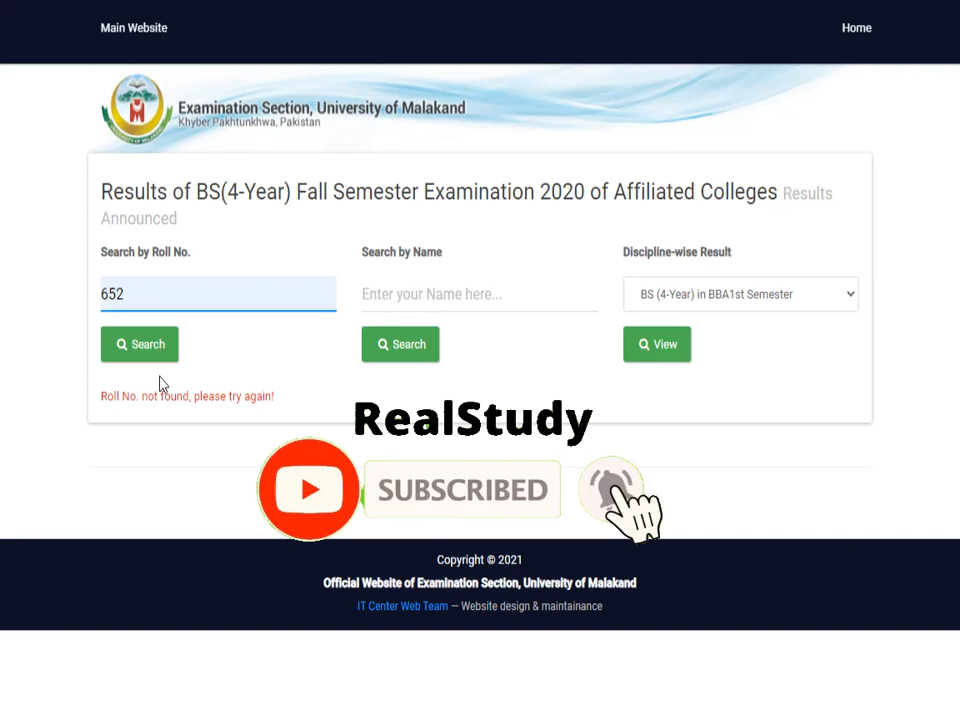 Main Website
Home
Examination Section, University of Malakand
Khyber Pakhtunkhwa, Pakistan
Results of BS(4-Year) Fall Semester Examination 2020 of Affiliated Colleges Results
Announced
Search by Roll No.
Search by Name
Discipline-wise Result
652
Enter your Name here...
BS (4-Year) in BBA1st Semester
Search
Search
View
Roll No. not found, please try again!
RealStudy
SUBSCRIBED
Copyright © 2021
Official Website of Examination Section, University of Malakand
IT Center Web Team — Website design & maintainance